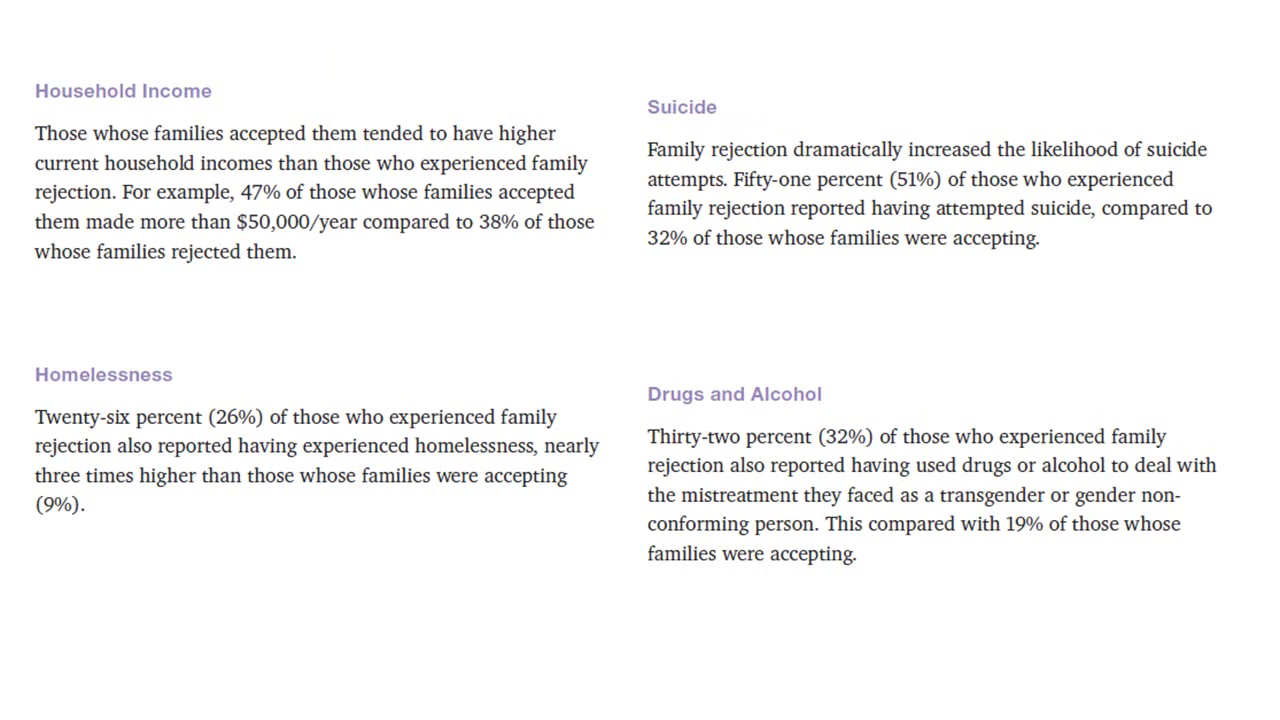 Household Income
Those whose families accepted them tended to have higher
current household incomes than those who experienced family
rejection. For example, 47% of those whose families accepted
them made more than $50,000/year compared to 38% of those
whose families rejected them.
Homelessness
Twenty-six percent (26%) of those who experienced family
rejection also reported having experienced homelessness, nearly
three times higher than those whose families were accepting
(9%).
Suicide
Family rejection dramatically increased the likelihood of suicide
attempts. Fifty-one percent (51%) of those who experienced
family rejection reported having attempted suicide, compared to
32% of those whose families were accepting.
Drugs and Alcohol
Thirty-two percent (32%) of those who experienced family
rejection also reported having used drugs or alcohol to deal with
the mistreatment they faced as a transgender or gender non-
conforming person. This compared with 19% of those whose
families were accepting.